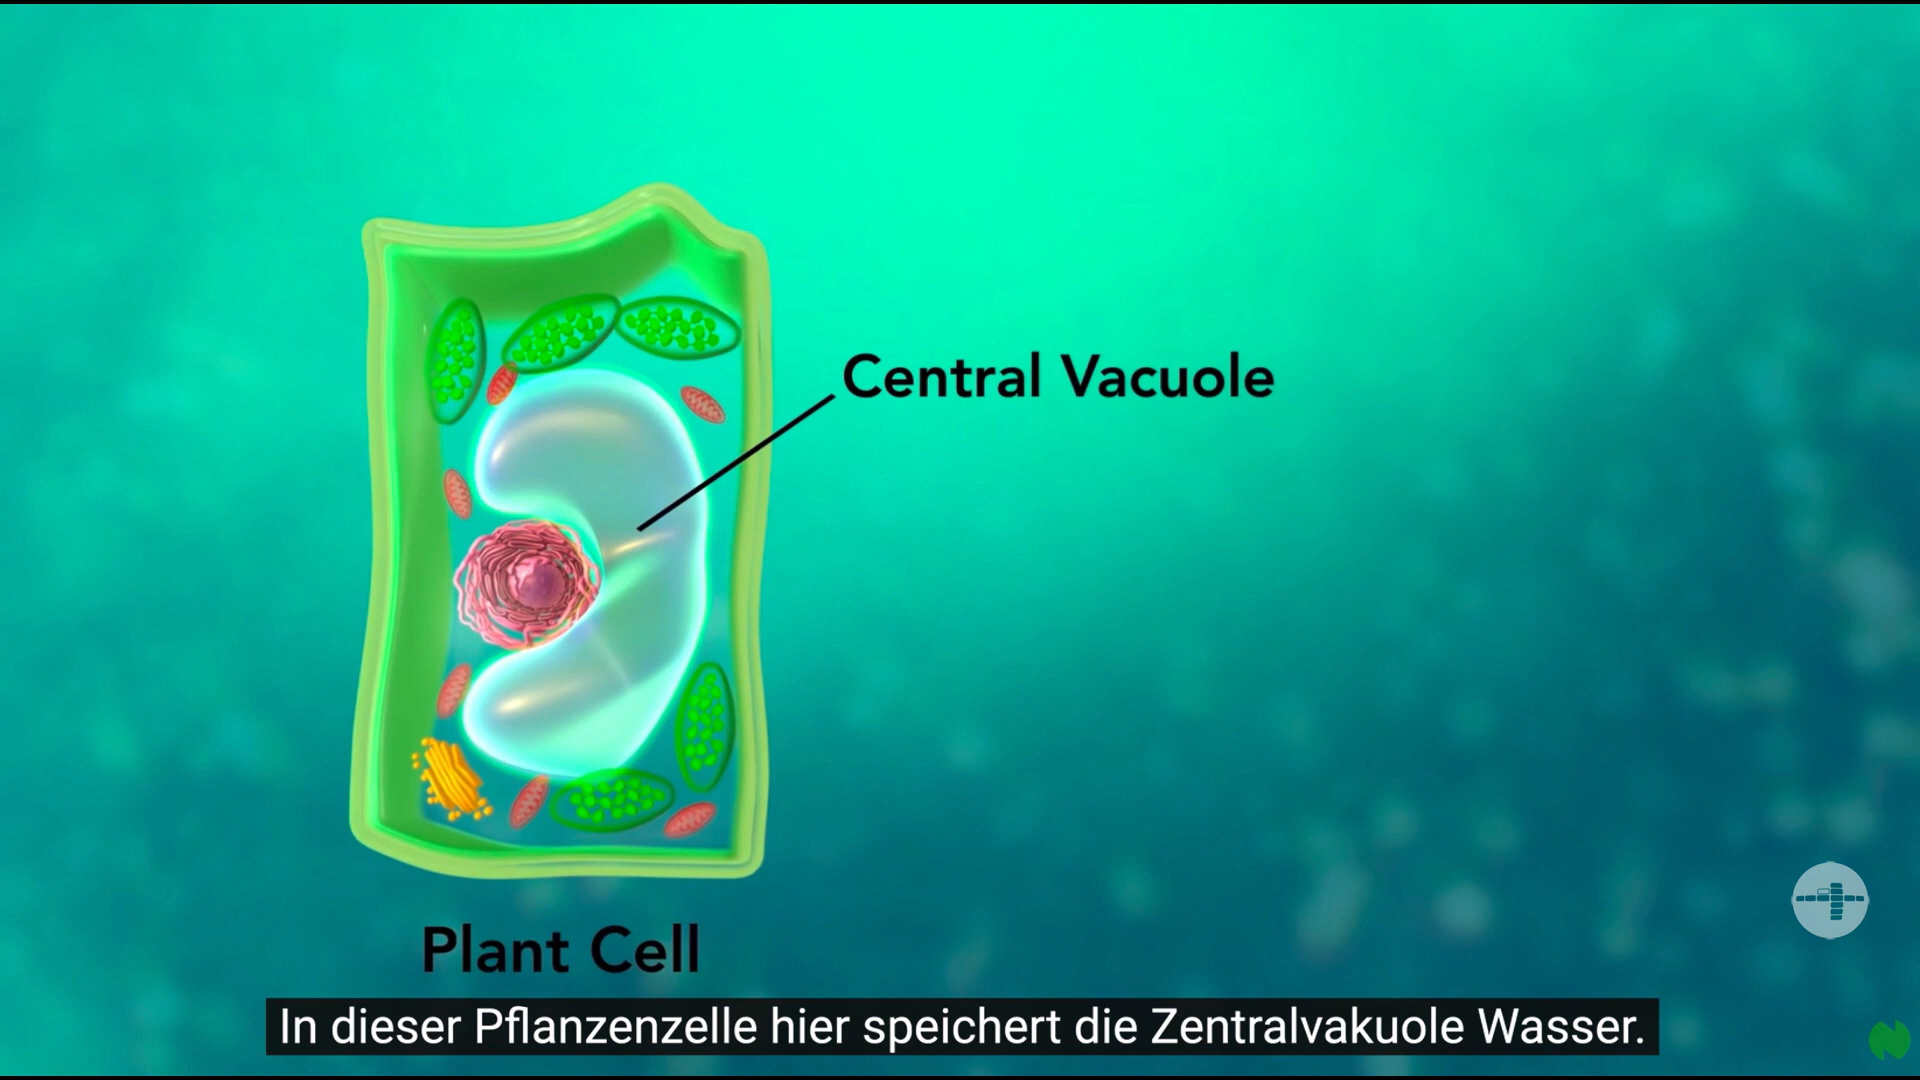 Central Vacuole
Plant Cell
In dieser Pflanzenzelle hier speichert die Zentralvakuole Wasser.